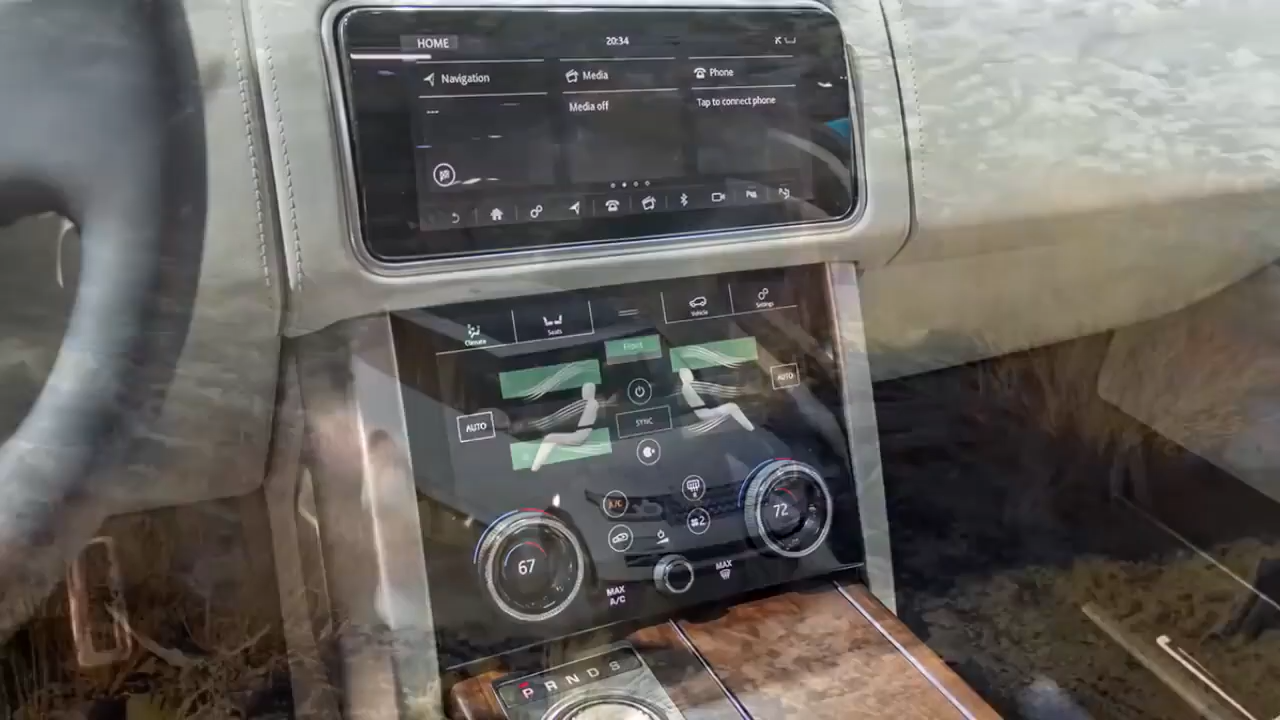 HOME
20:34
Navigation
Media
Phone
---
Media off
Tap to connect phone
Climate
Seats
Vehicle
Settings
Front
AUTO
AUTO
SYNC
A/C
A
72
2
67
MAX
A/C
MAX
P R N D S